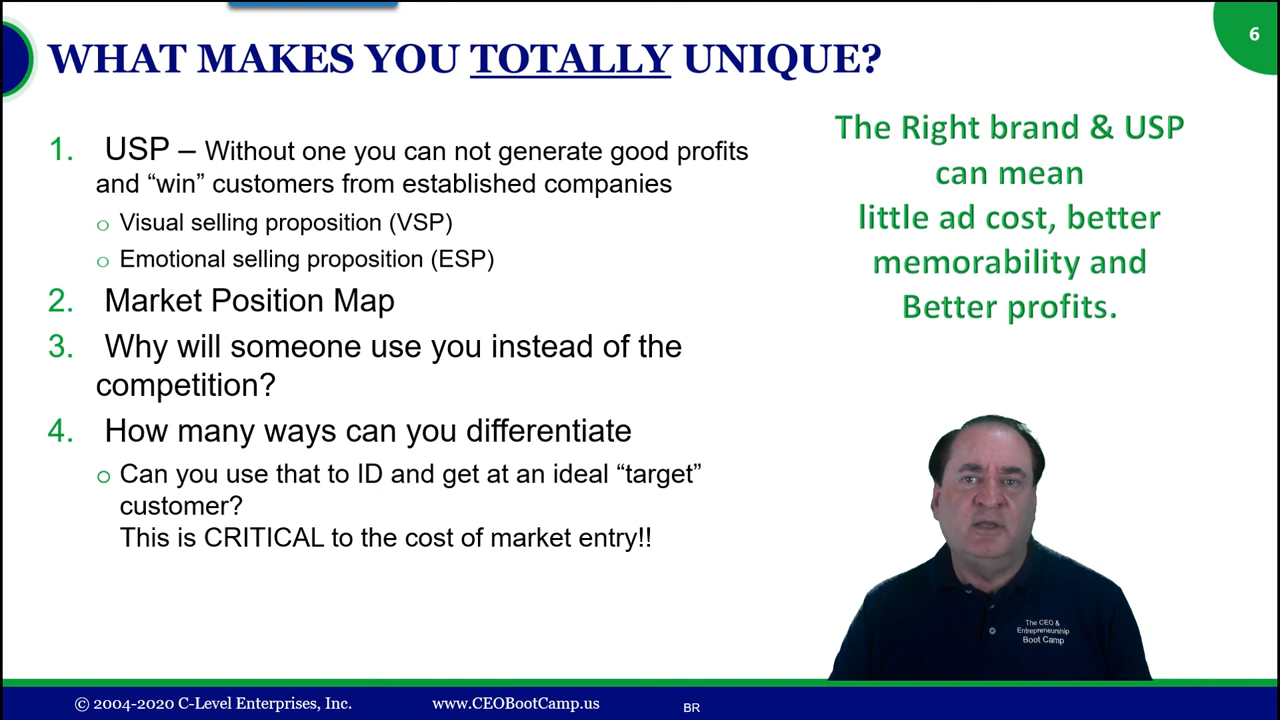 6
WHAT MAKES YOU TOTALLY UNIQUE?
1. USP – Without one you can not generate good profits
and “win” customers from established companies
o Visual selling proposition (VSP)
o Emotional selling proposition (ESP)
2. Market Position Map
3. Why will someone use you instead of the
competition?
4. How many ways can you differentiate
o Can you use that to ID and get at an ideal “target”
customer?
This is CRITICAL to the cost of market entry!!
The Right brand & USP
can mean
little ad cost, better
memorability and
Better profits.
The CEO &
Entrepreneurship
Boot Camp
© 2004-2020 C-Level Enterprises, Inc.
www.CEOBootCamp.us
BR